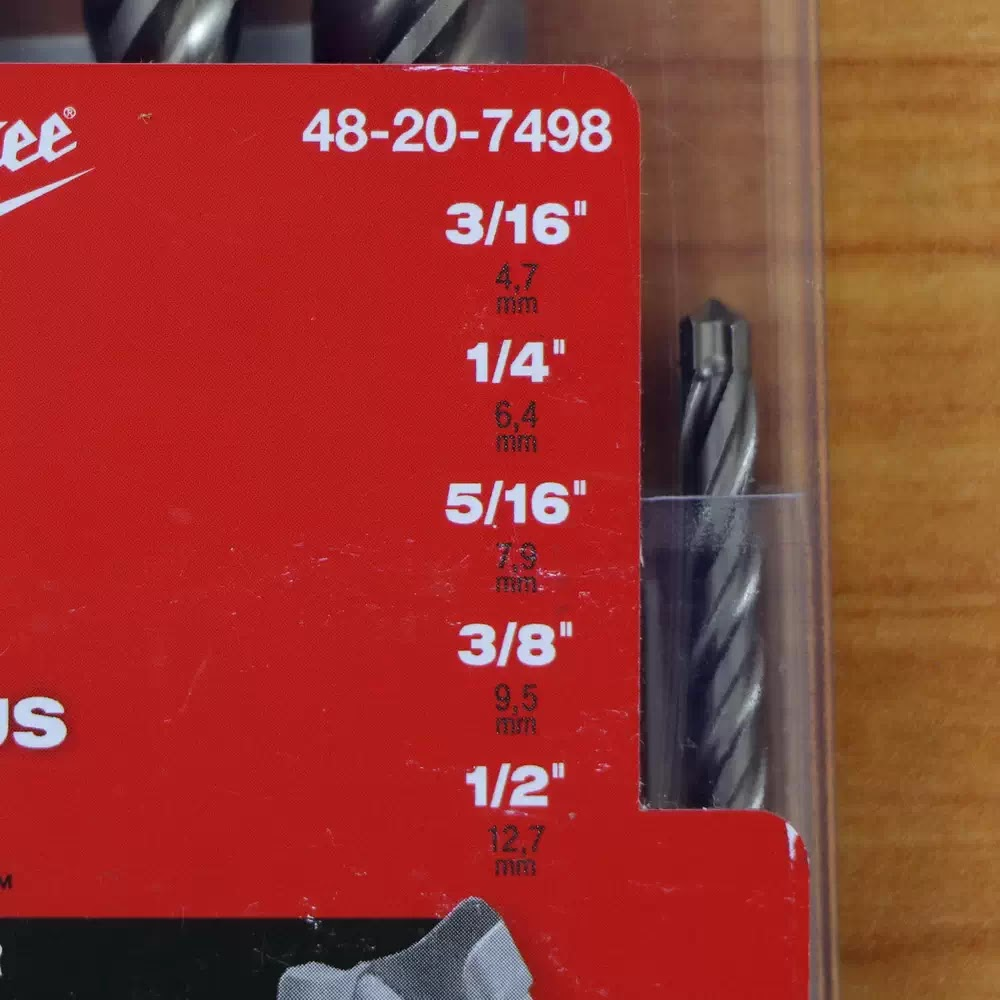 kee®
48-20-7498
3/16"
4,7
mm
1/4"
6,4
mm
5/16"
7,9
mm
3/8"
9,5
mm
1/2"
12,7
mm
US
M
R